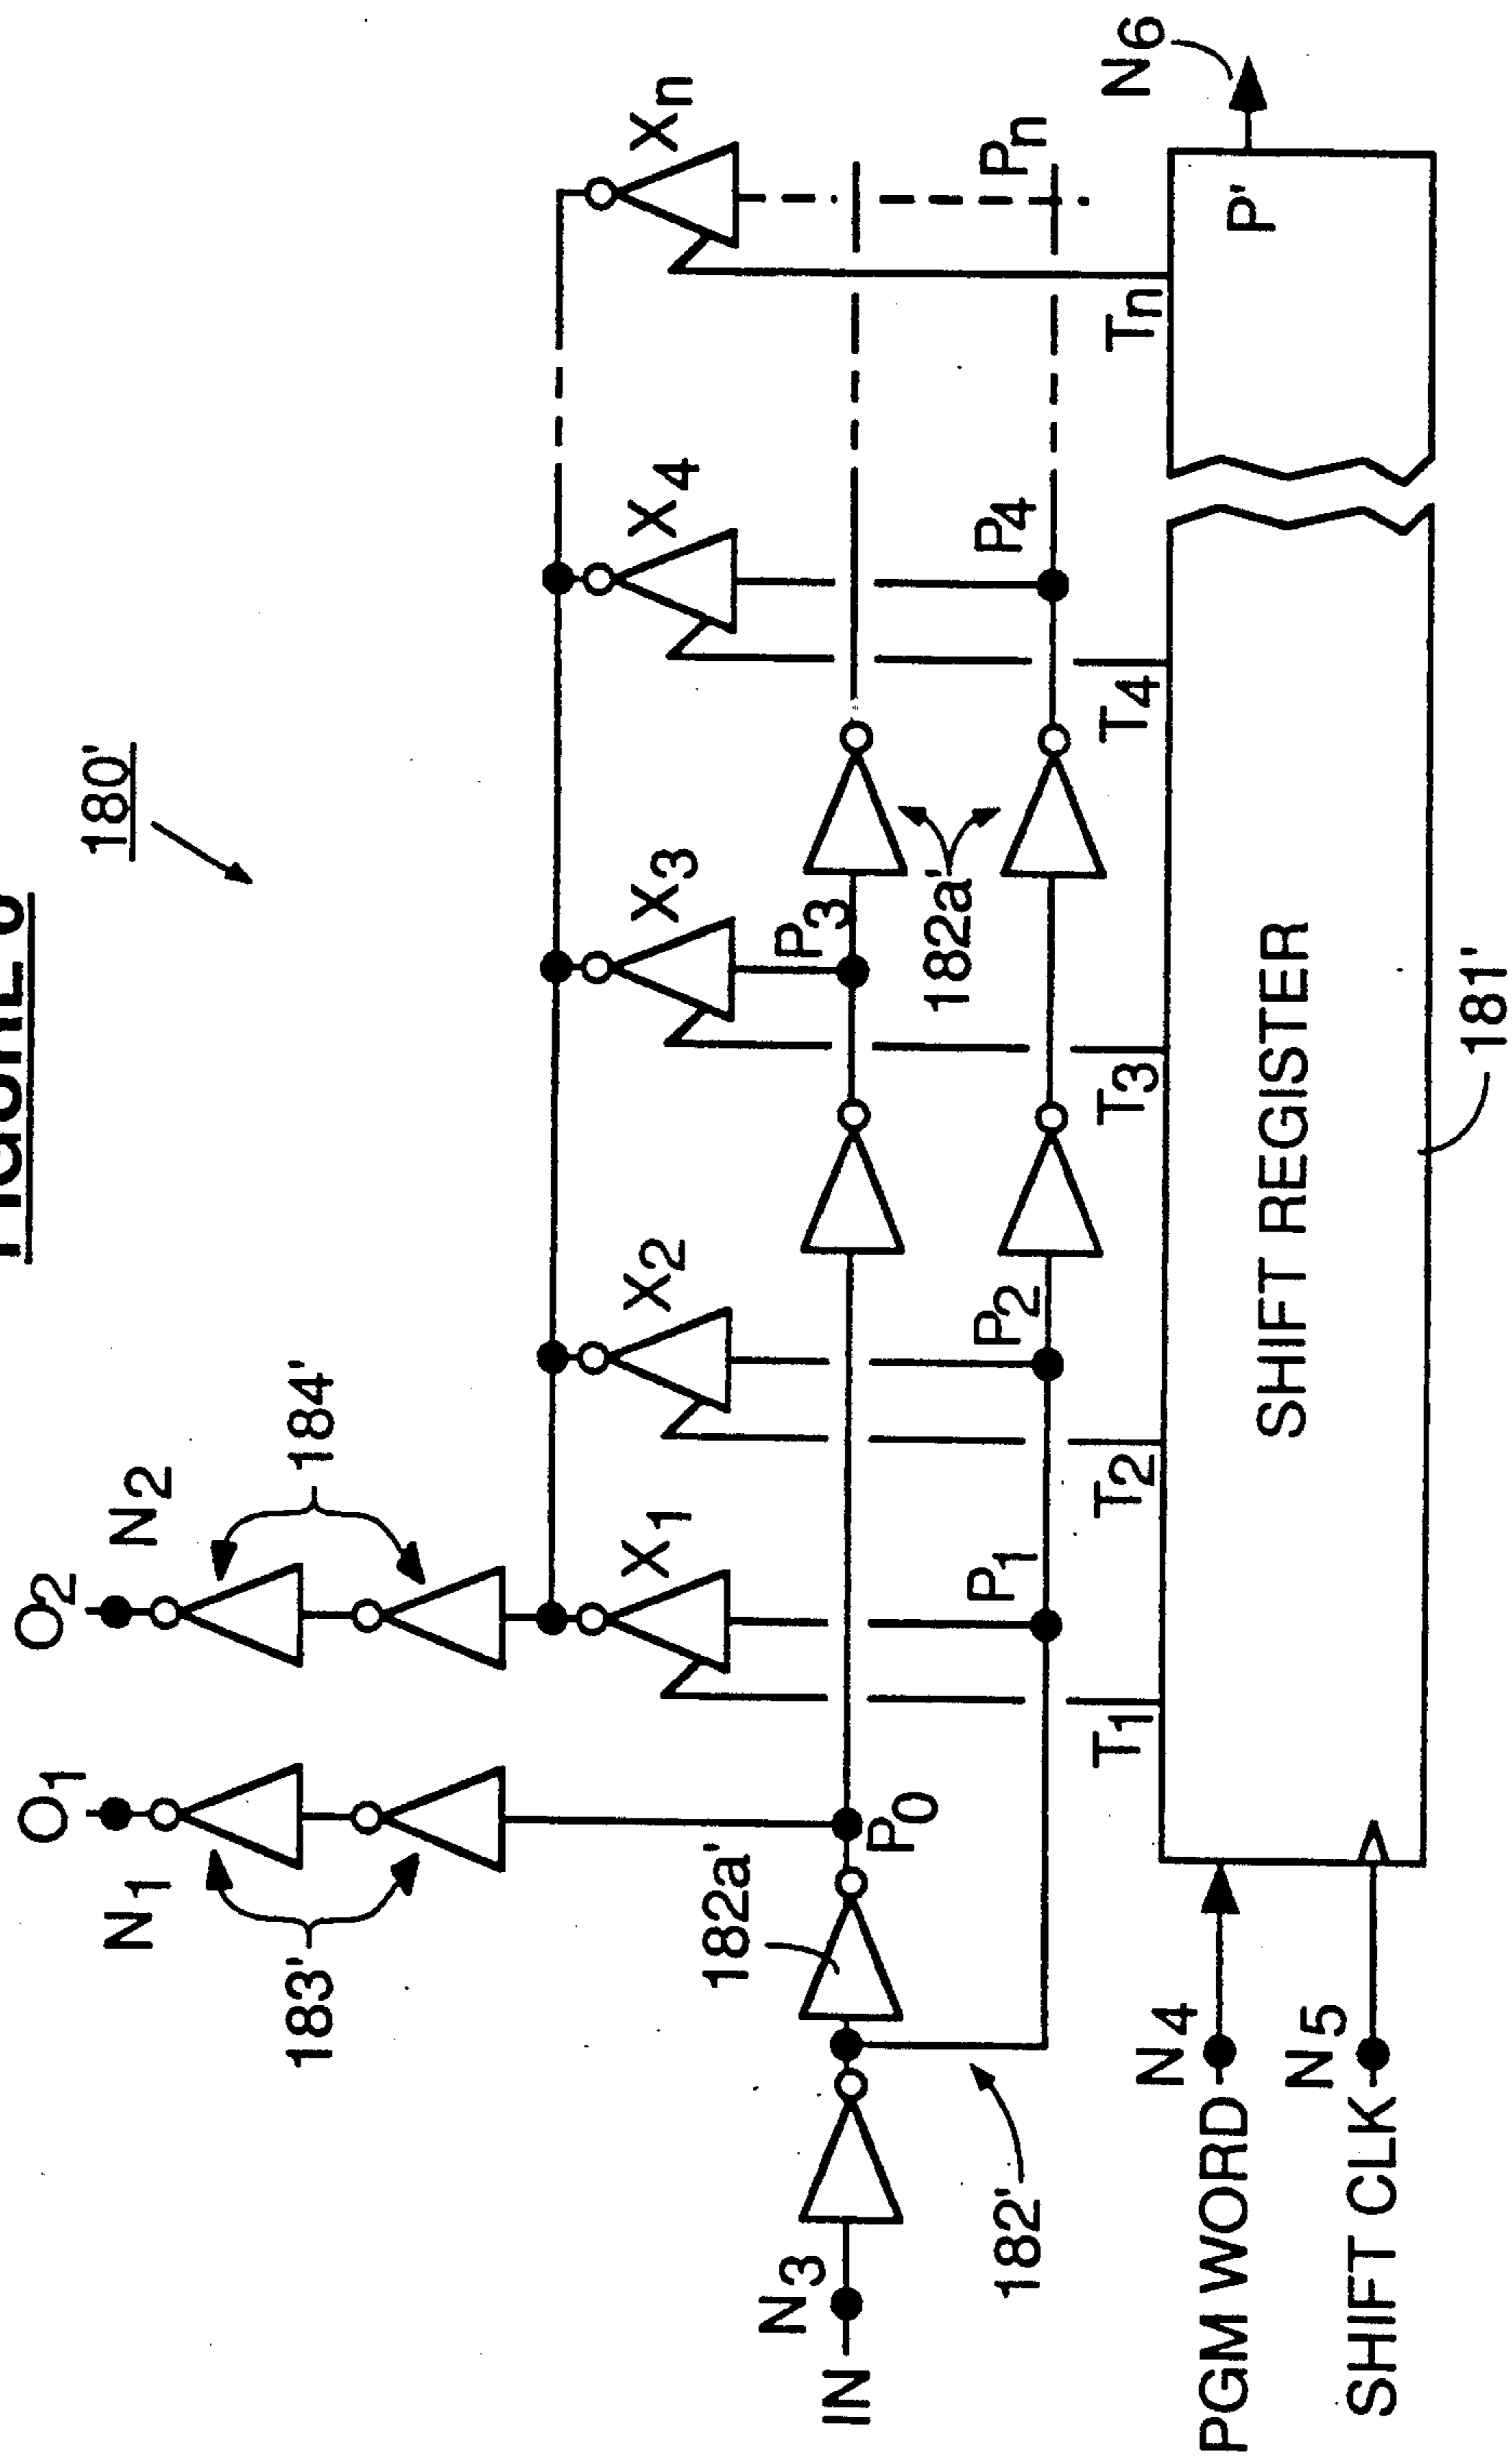 180'
O1
O2
N1
N2
183'
184'
X1
X2
X3
X4
Xn
182a'
P0
P1
P2
P3
P4
Pn
182a'
IN
N3
182'
T1
T2
T3
T4
Tn
PGM WORD
N4
SHIFT CLK
N5
SHIFT REGISTER
P'
N6
181'